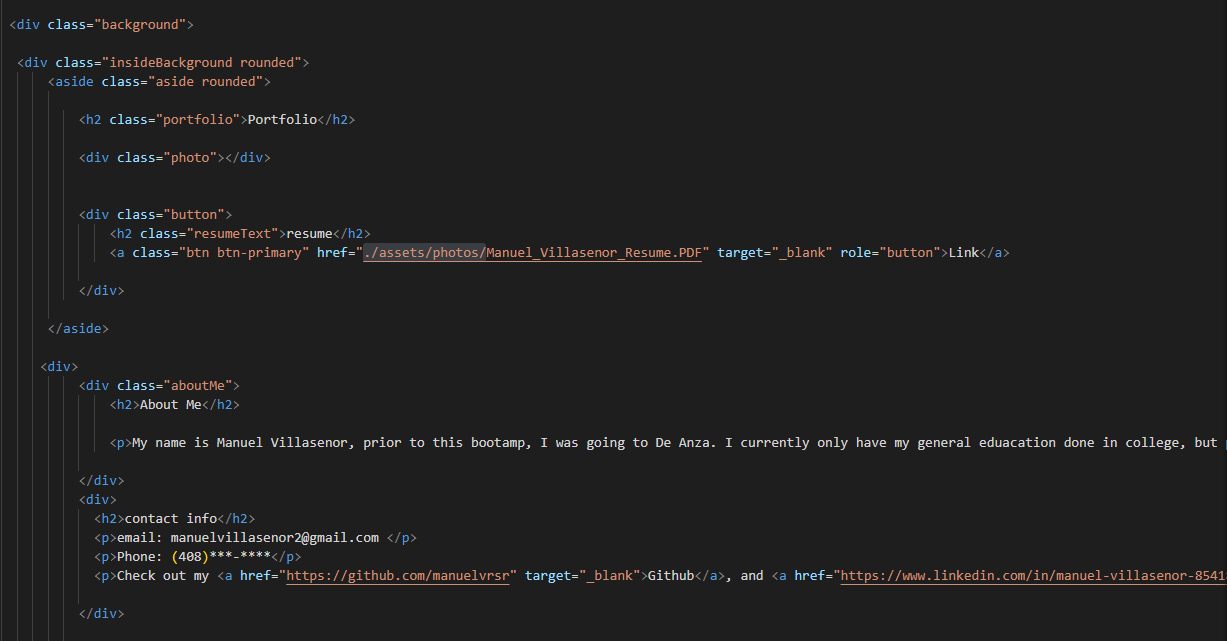 <div class="background">
<div class="insideBackground rounded">
<aside class="aside rounded">
<h2 class="portfolio">Portfolio</h2>
<div class="photo"></div>
<div class="button">
<h2 class="resumeText">resume</h2>
<a class="btn btn-primary" href="./assets/photos/Manuel_Villasenor_Resume.PDF" target="_blank" role="button">Link</a>
</div>
</aside>
<div>
<div class="aboutMe">
<h2>About Me</h2>
<p>My name is Manuel Villasenor, prior to this bootamp, I was going to De Anza. I currently only have my general eduacation done in college, but
</div>
<div>
<h2>contact info</h2>
<p>email: manuelvillasenor2@gmail.com </p>
<p>Phone: (408)***-****</p>
<p>Check out my <a href="https://github.com/manuelvrsr" target="_blank">Github</a>, and <a href="https://www.linkedin.com/in/manuel-villasenor-8541
</div>